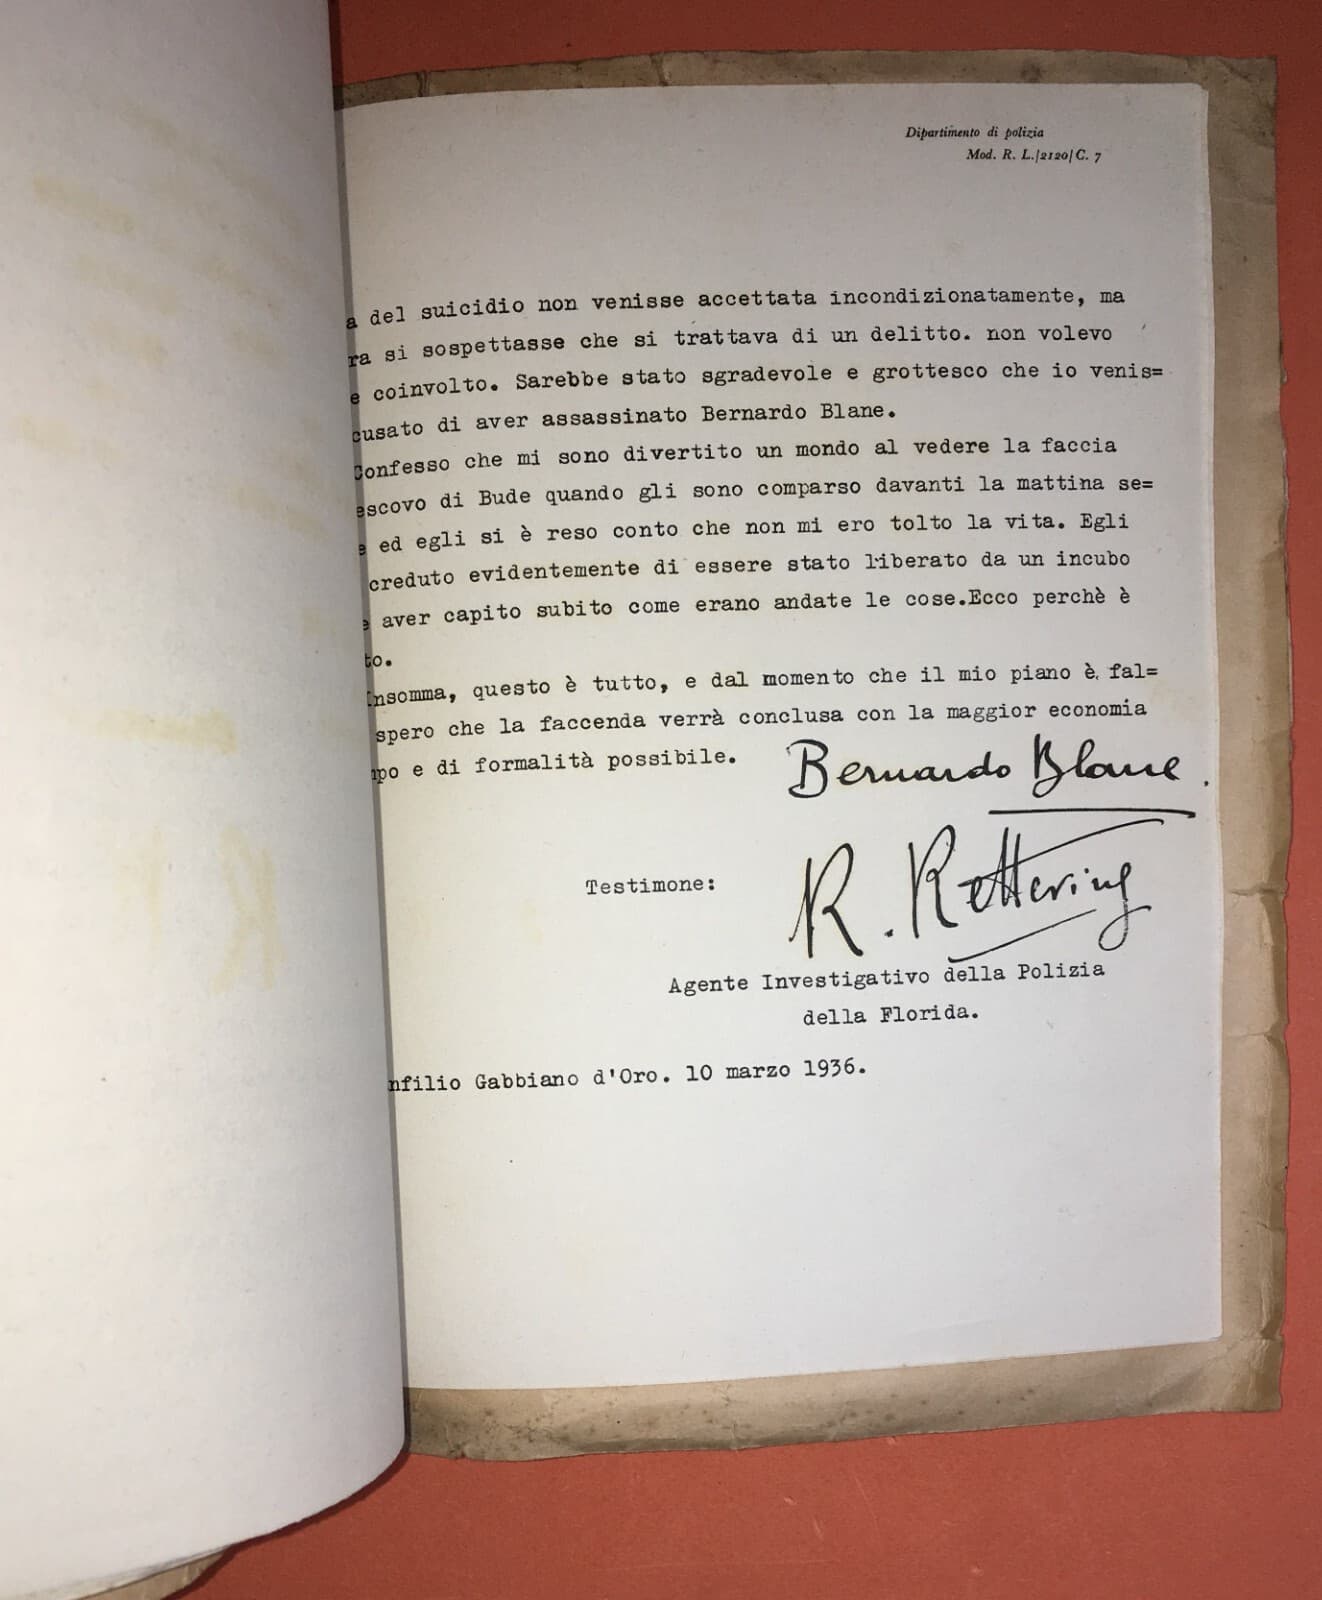 Dipartimento di polizia
Mod. R. L./2120/C. 7
a del suicidio non venisse accettata incondizionatamente, ma
ra si sospettasse che si trattava di un delitto. non volevo
e coinvolto. Sarebbe stato sgradevole e grottesco che io venis=
cusato di aver assassinato Bernardo Blane.
Confesso che mi sono divertito un mondo al vedere la faccia
escovo di Bude quando gli sono comparso davanti la mattina se=
e ed egli si è reso conto che non mi ero tolto la vita. Egli
creduto evidentemente di essere stato liberato da un incubo
e aver capito subito come erano andate le cose.Ecco perchè è
to.
Insomma, questo è tutto, e dal momento che il mio piano è fal=
spero che la faccenda verrà conclusa con la maggior economia
mpo e di formalità possibile.
Bernardo Blane.
Testimone:
R. Kettering
Agente Investigativo della Polizia
della Florida.
nfilio Gabbiano d'Oro. 10 marzo 1936.